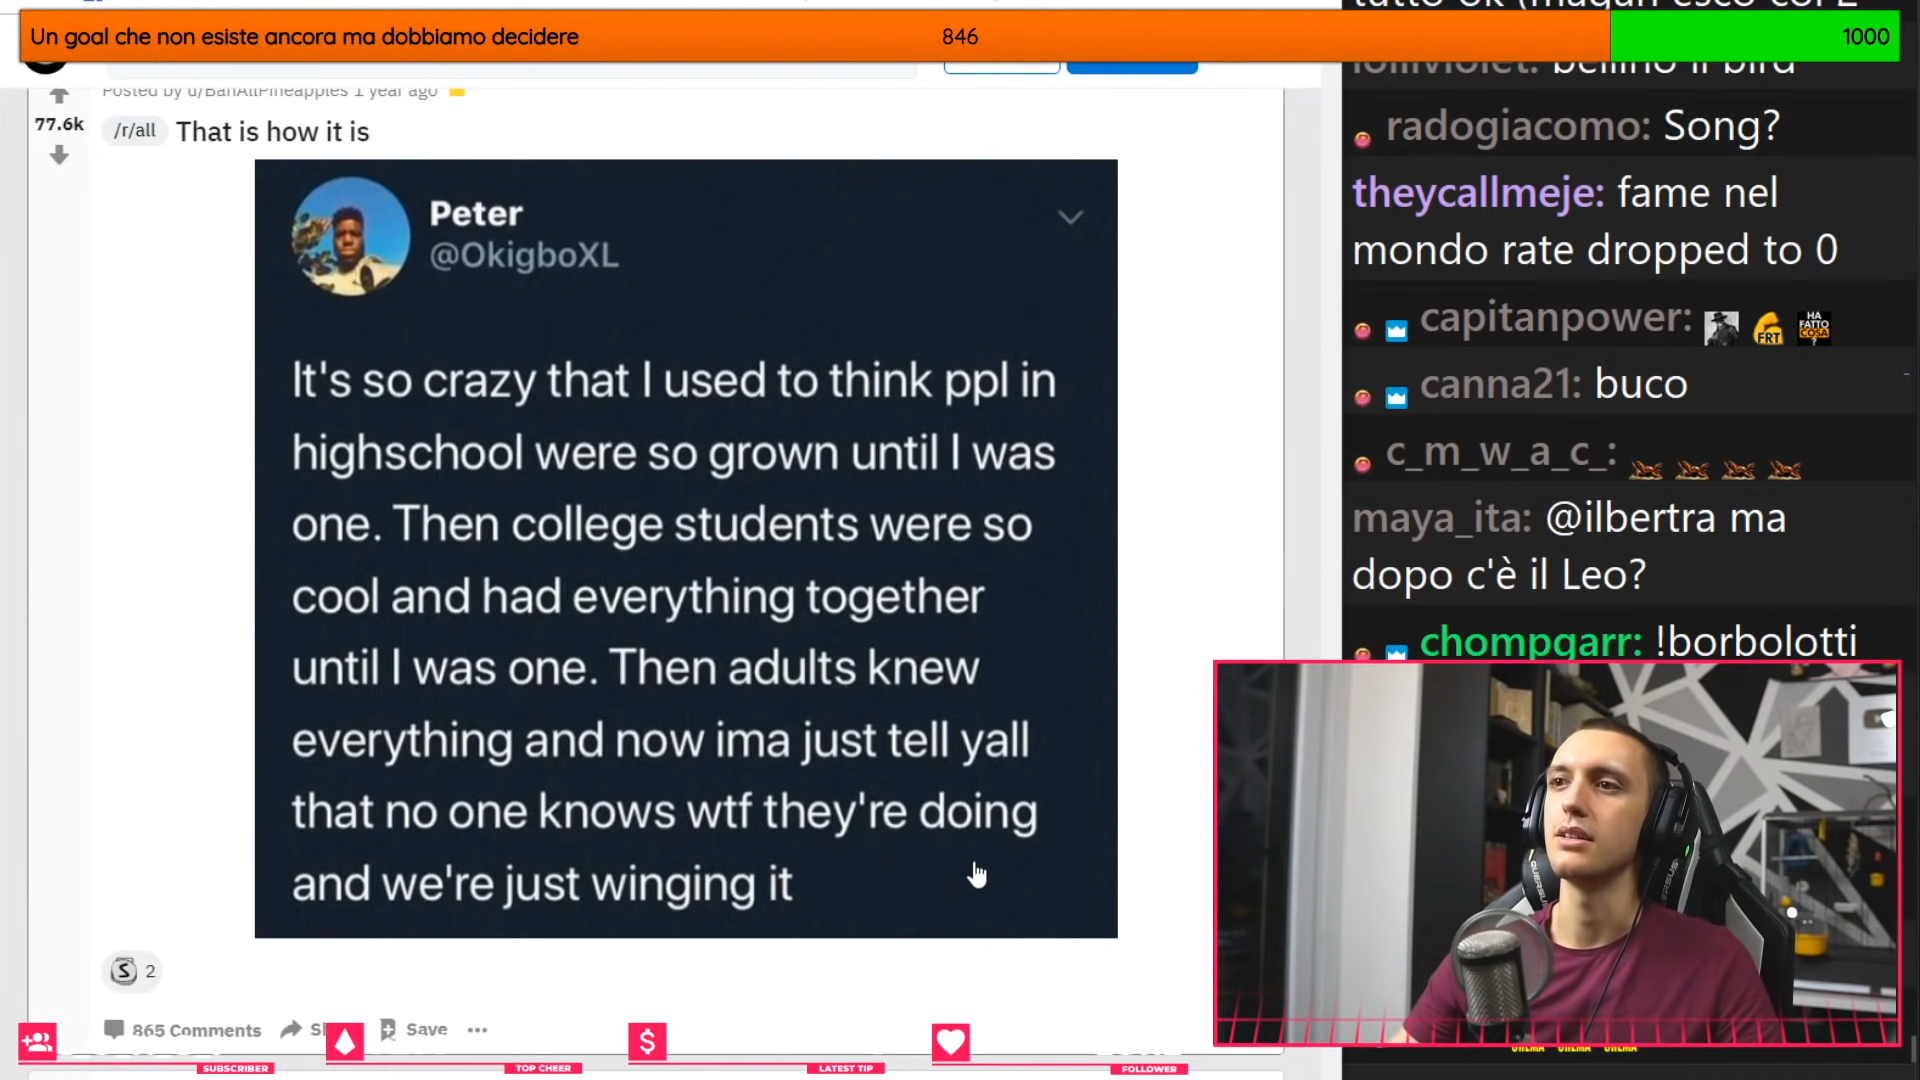 Un goal che non esiste ancora ma dobbiamo decidere
846
1000
Posted by u/BanAllPineapples 1 year ago
77.6k
/r/all That is how it is
Peter
@OkigboXL
It's so crazy that I used to think ppl in
highschool were so grown until I was
one. Then college students were so
cool and had everything together
until I was one. Then adults knew
everything and now ima just tell yall
that no one knows wtf they're doing
and we're just winging it
2
865 Comments
Save
SUBSCRIBER
TOP CHEER
LATEST TIP
FOLLOWER
lolliviolet: bellino il bird
radogiacomo: Song?
theycallmeje: fame nel
mondo rate dropped to 0
capitanpower: FRT HA FATTO COSA?
canna21: buco
c_m_w_a_c_:
maya_ita: @ilbertra ma
dopo c'è il Leo?
chompgarr: !borbolotti